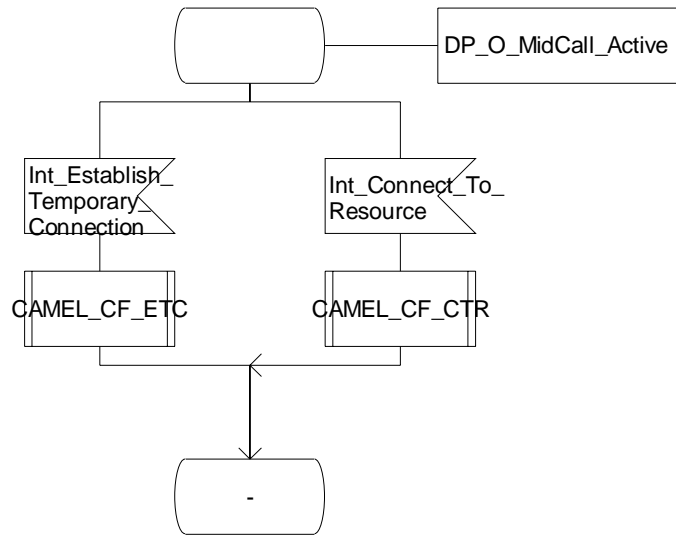 DP_O_MidCall_Active
Int_Establish_
Temporary_
Connection
Int_Connect_To_
Resource
CAMEL_CF_ETC
CAMEL_CF_CTR
-